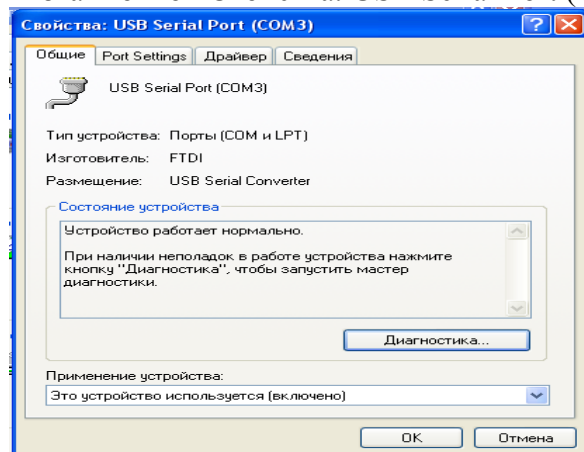 Свойства: USB Serial Port (COM3)
Общие Port Settings Драйвер Сведения
USB Serial Port (COM3)
Тип устройства: Порты (COM и LPT)
Изготовитель: FTDI
Размещение: USB Serial Converter
Состояние устройства
Устройство работает нормально.
При наличии неполадок в работе устройства нажмите
кнопку "Диагностика", чтобы запустить мастер
диагностики.
Диагностика...
Применение устройства:
Это устройство используется (включено)
OK Отмена